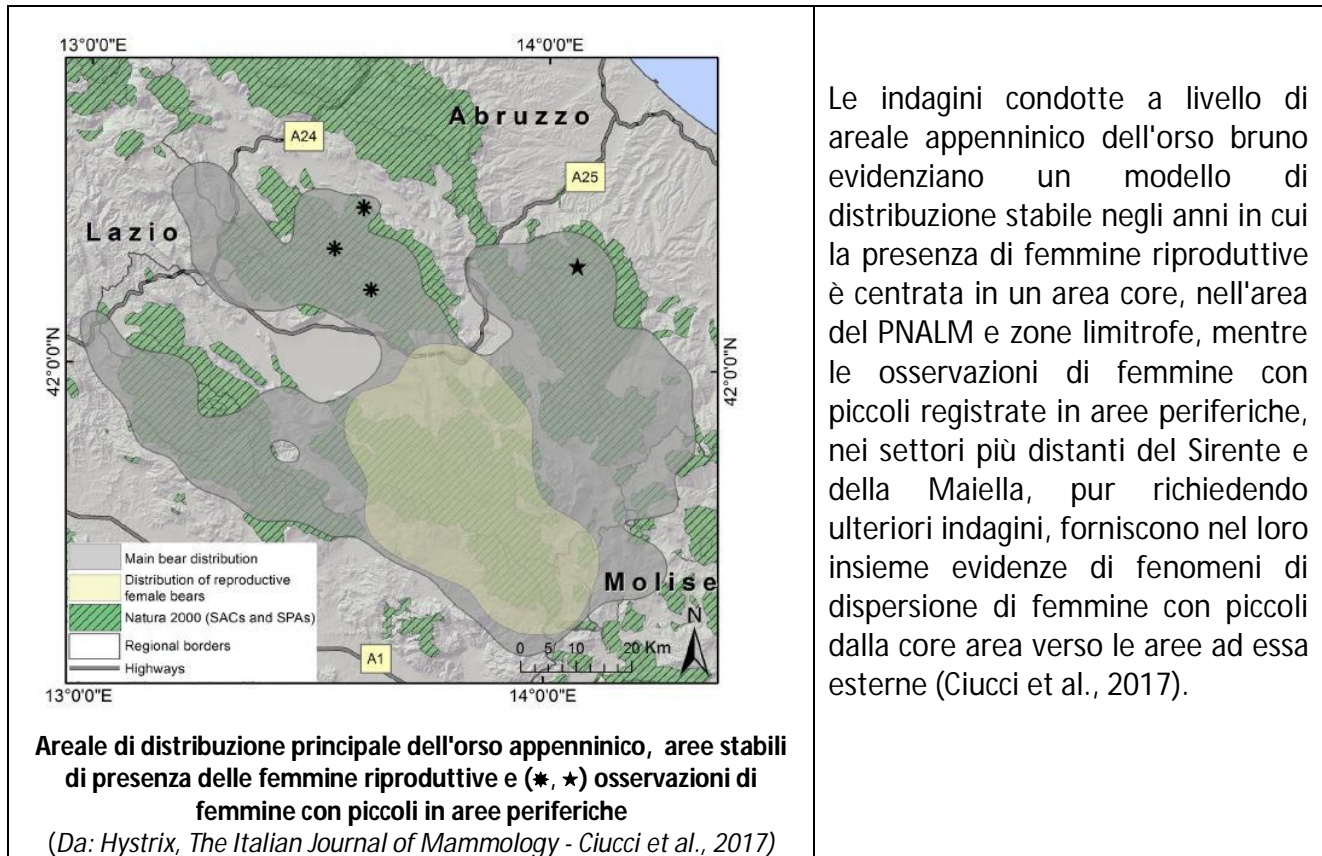 13°0'0"E
14°0'0"E
Abruzzo
A24
A25
Lazio
42°0'0"N
42°0'0"N
Main bear distribution
Distribution of reproductive
female bears
Natura 2000 (SACs and SPAs)
Regional borders
Highways
Molise
N
0 5 10 20 Km
A1
13°0'0"E
14°0'0"E
Areale di distribuzione principale dell'orso appenninico, aree stabili
di presenza delle femmine riproduttive e (✷, ★) osservazioni di
femmine con piccoli in aree periferiche
(Da: Hystrix, The Italian Journal of Mammology - Ciucci et al., 2017)
Le indagini condotte a livello di
areale appenninico dell'orso bruno
evidenziano un modello di
distribuzione stabile negli anni in cui
la presenza di femmine riproduttive
è centrata in un area core, nell'area
del PNALM e zone limitrofe, mentre
le osservazioni di femmine con
piccoli registrate in aree periferiche,
nei settori più distanti del Sirente e
della Maiella, pur richiedendo
ulteriori indagini, forniscono nel loro
insieme evidenze di fenomeni di
dispersione di femmine con piccoli
dalla core area verso le aree ad essa
esterne (Ciucci et al., 2017).